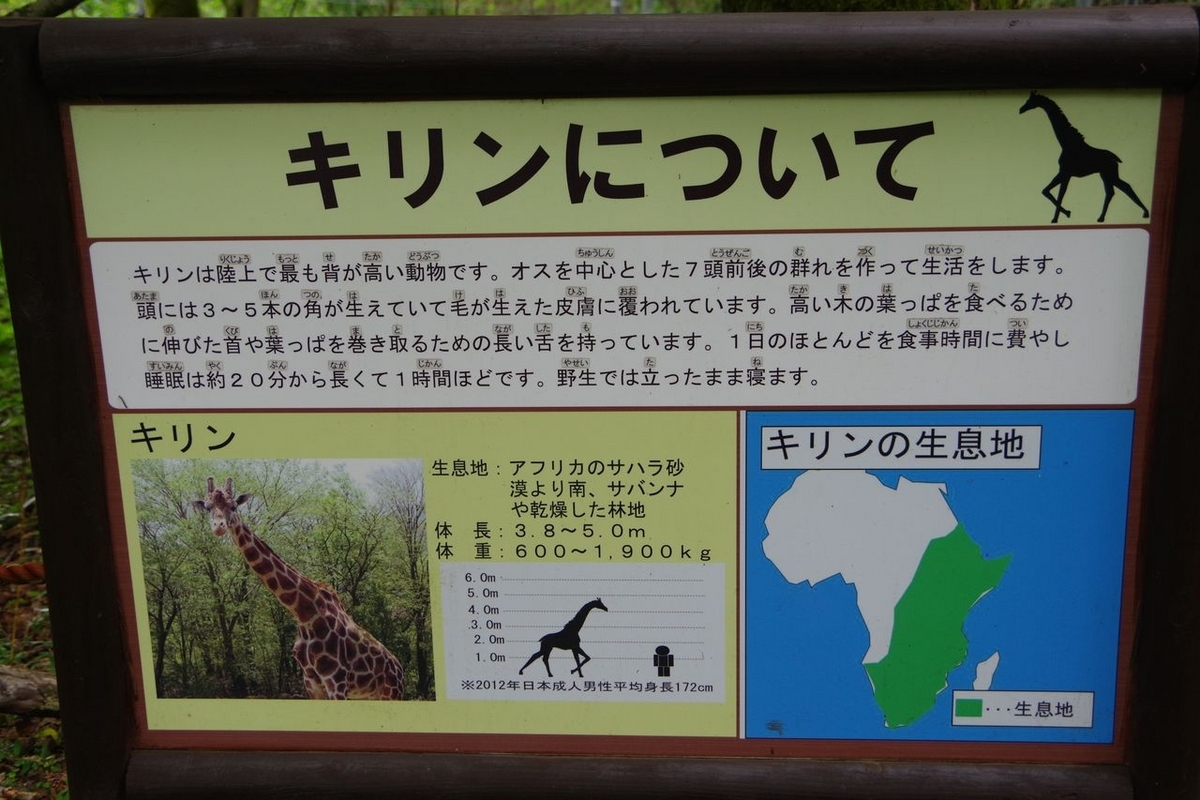 キリンについて
キリンは陸上で最も背が高い動物です。オスを中心とした7頭前後の群れを作って生活をします。
頭には3～5本の角が生えていて毛が生えた皮膚に覆われています。高い木の葉っぱを食べるため
に伸びた首や葉っぱを巻き取るための長い舌を持っています。1日のほとんどを食事時間に費やし
睡眠は約20分から長くて1時間ほどです。野生では立ったまま寝ます。
キリン
生息地：アフリカのサハラ砂
漠より南、サバンナ
や乾燥した林地
体　長：3.8～5.0m
体　重：600～1,900kg
6.0m
5.0m
4.0m
3.0m
2.0m
1.0m
※2012年日本成人男性平均身長172cm
キリンの生息地
･･･生息地